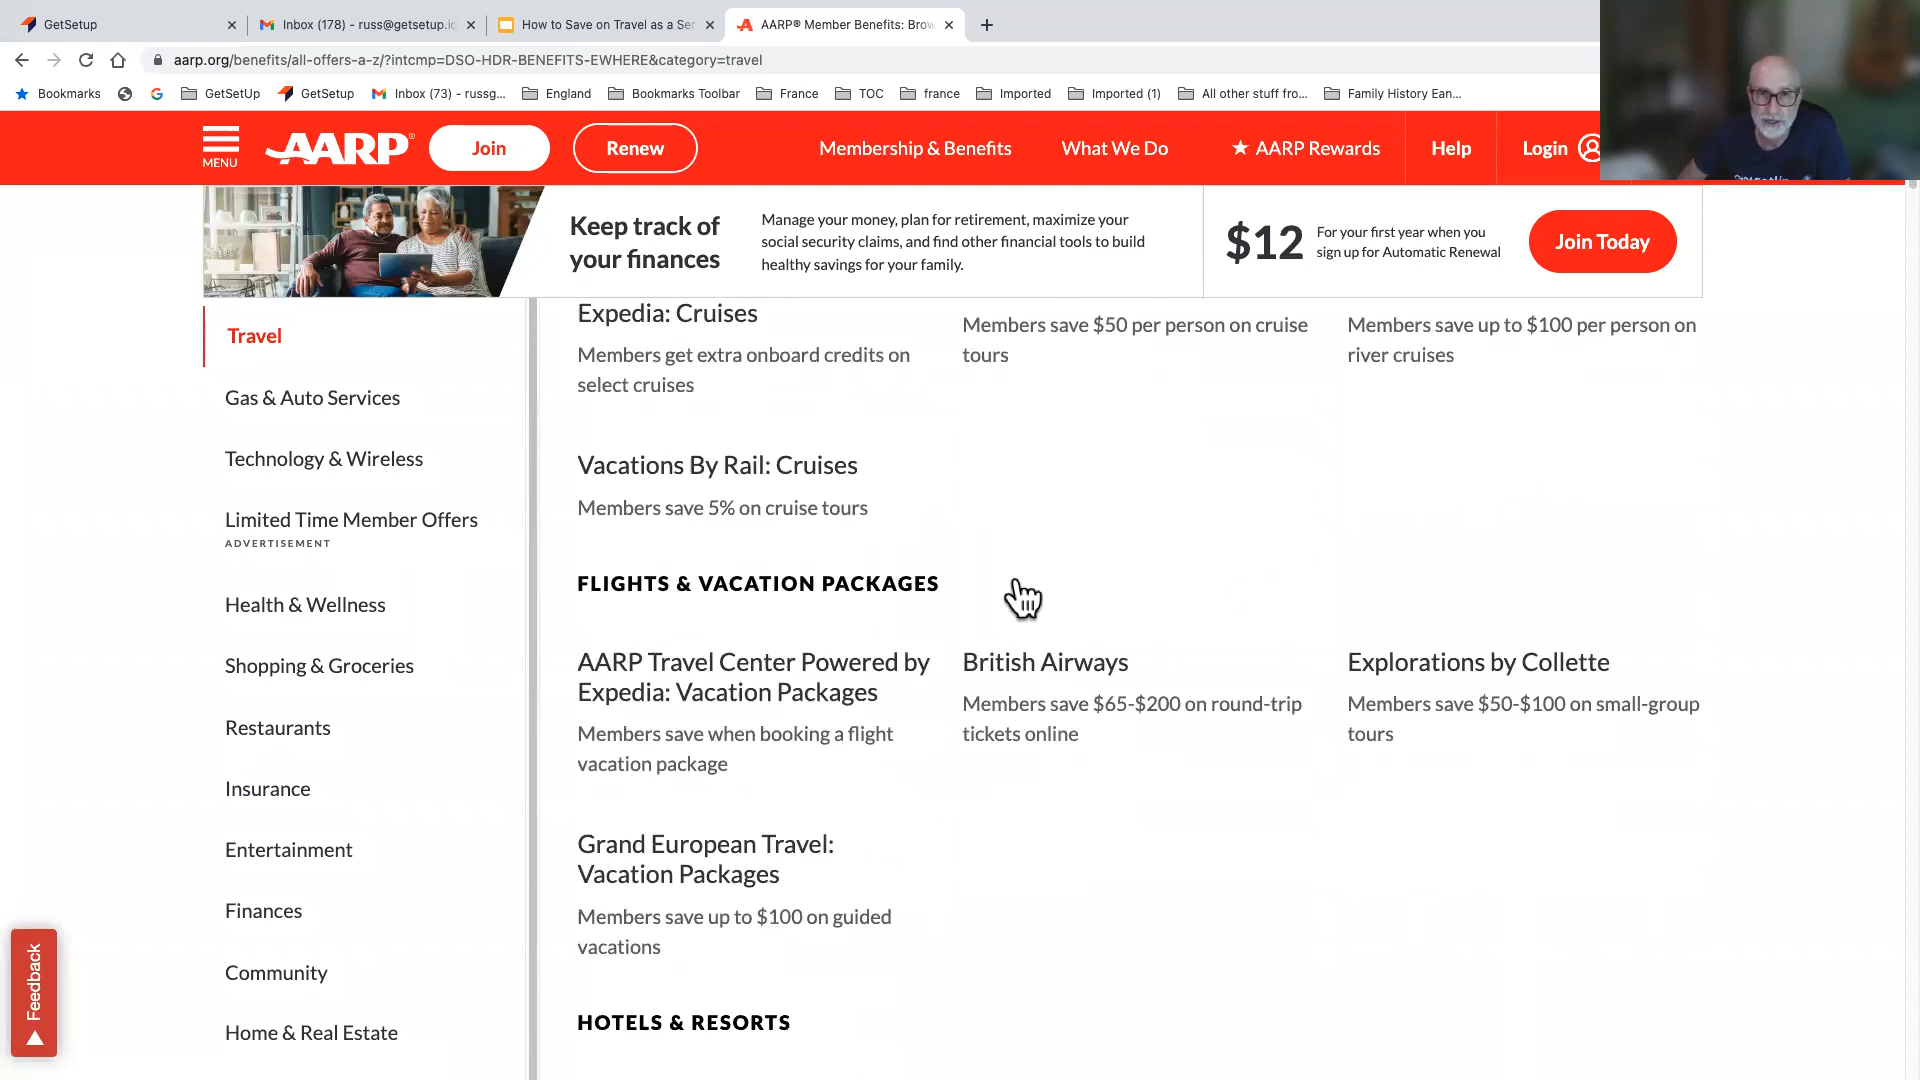 GetSetup
Inbox (178) - russ@getsetup.io
How to Save on Travel as a Ser
AARP® Member Benefits: Brow
aarp.org/benefits/all-offers-a-z/?intcmp=DSO-HDR-BENEFITS-EWHERE&category=travel
Bookmarks
GetSetUp
GetSetup
Inbox (73) - russg...
England
Bookmarks Toolbar
France
TOC
france
Imported
Imported (1)
All other stuff fro...
Family History Ean...
MENU
AARP®
Join
Renew
Membership & Benefits
What We Do
★ AARP Rewards
Help
Login
Keep track of
your finances
Manage your money, plan for retirement, maximize your
social security claims, and find other financial tools to build
healthy savings for your family.
$12
For your first year when you
sign up for Automatic Renewal
Join Today
Travel
Gas & Auto Services
Technology & Wireless
Limited Time Member Offers
ADVERTISEMENT
Health & Wellness
Shopping & Groceries
Restaurants
Insurance
Entertainment
Finances
Community
Home & Real Estate
Feedback
Expedia: Cruises
Members get extra onboard credits on
select cruises
Members save $50 per person on cruise
tours
Members save up to $100 per person on
river cruises
Vacations By Rail: Cruises
Members save 5% on cruise tours
FLIGHTS & VACATION PACKAGES
AARP Travel Center Powered by
Expedia: Vacation Packages
Members save when booking a flight
vacation package
British Airways
Members save $65-$200 on round-trip
tickets online
Explorations by Collette
Members save $50-$100 on small-group
tours
Grand European Travel:
Vacation Packages
Members save up to $100 on guided
vacations
HOTELS & RESORTS